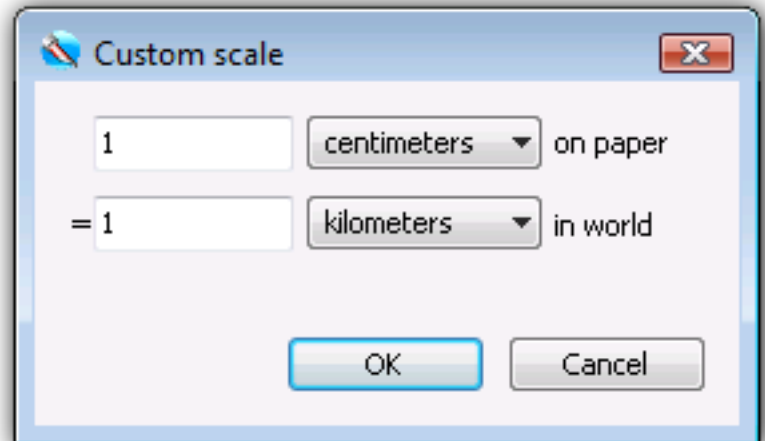 Custom scale
1 centimeters on paper
= 1 kilometers in world
OK Cancel